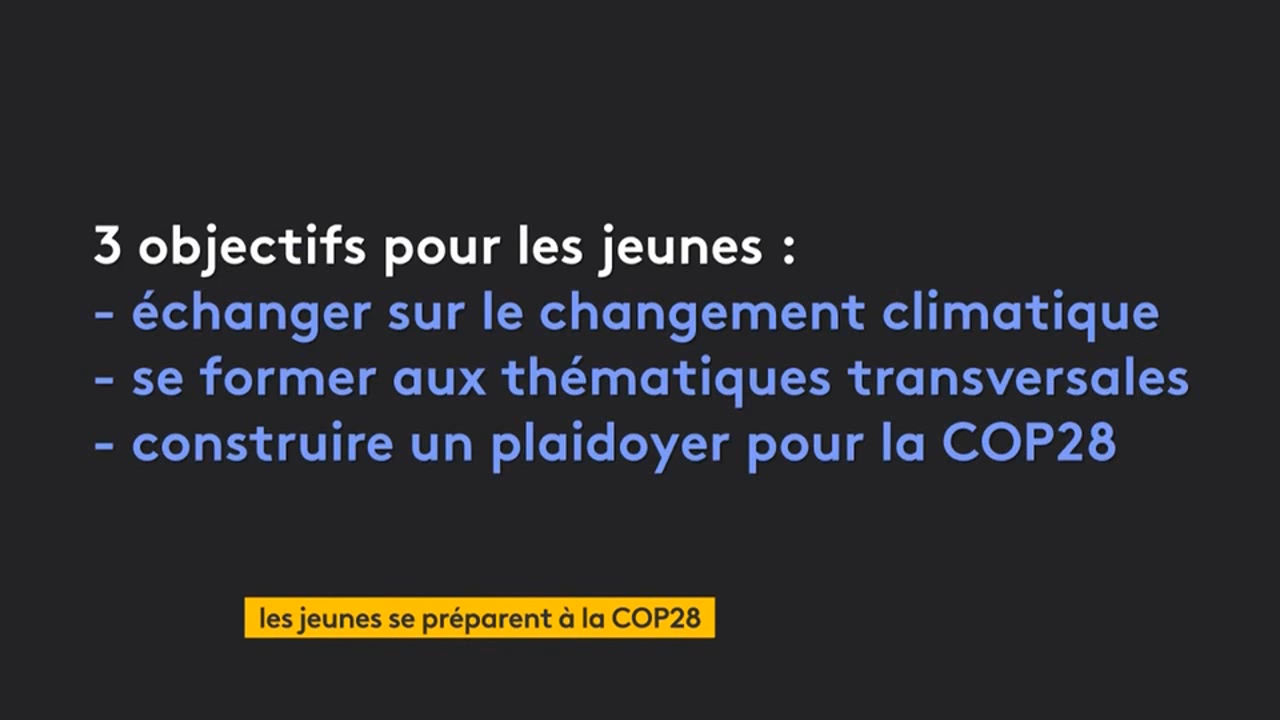 3 objectifs pour les jeunes :
- échanger sur le changement climatique
- se former aux thématiques transversales
- construire un plaidoyer pour la COP28
les jeunes se préparent à la COP28